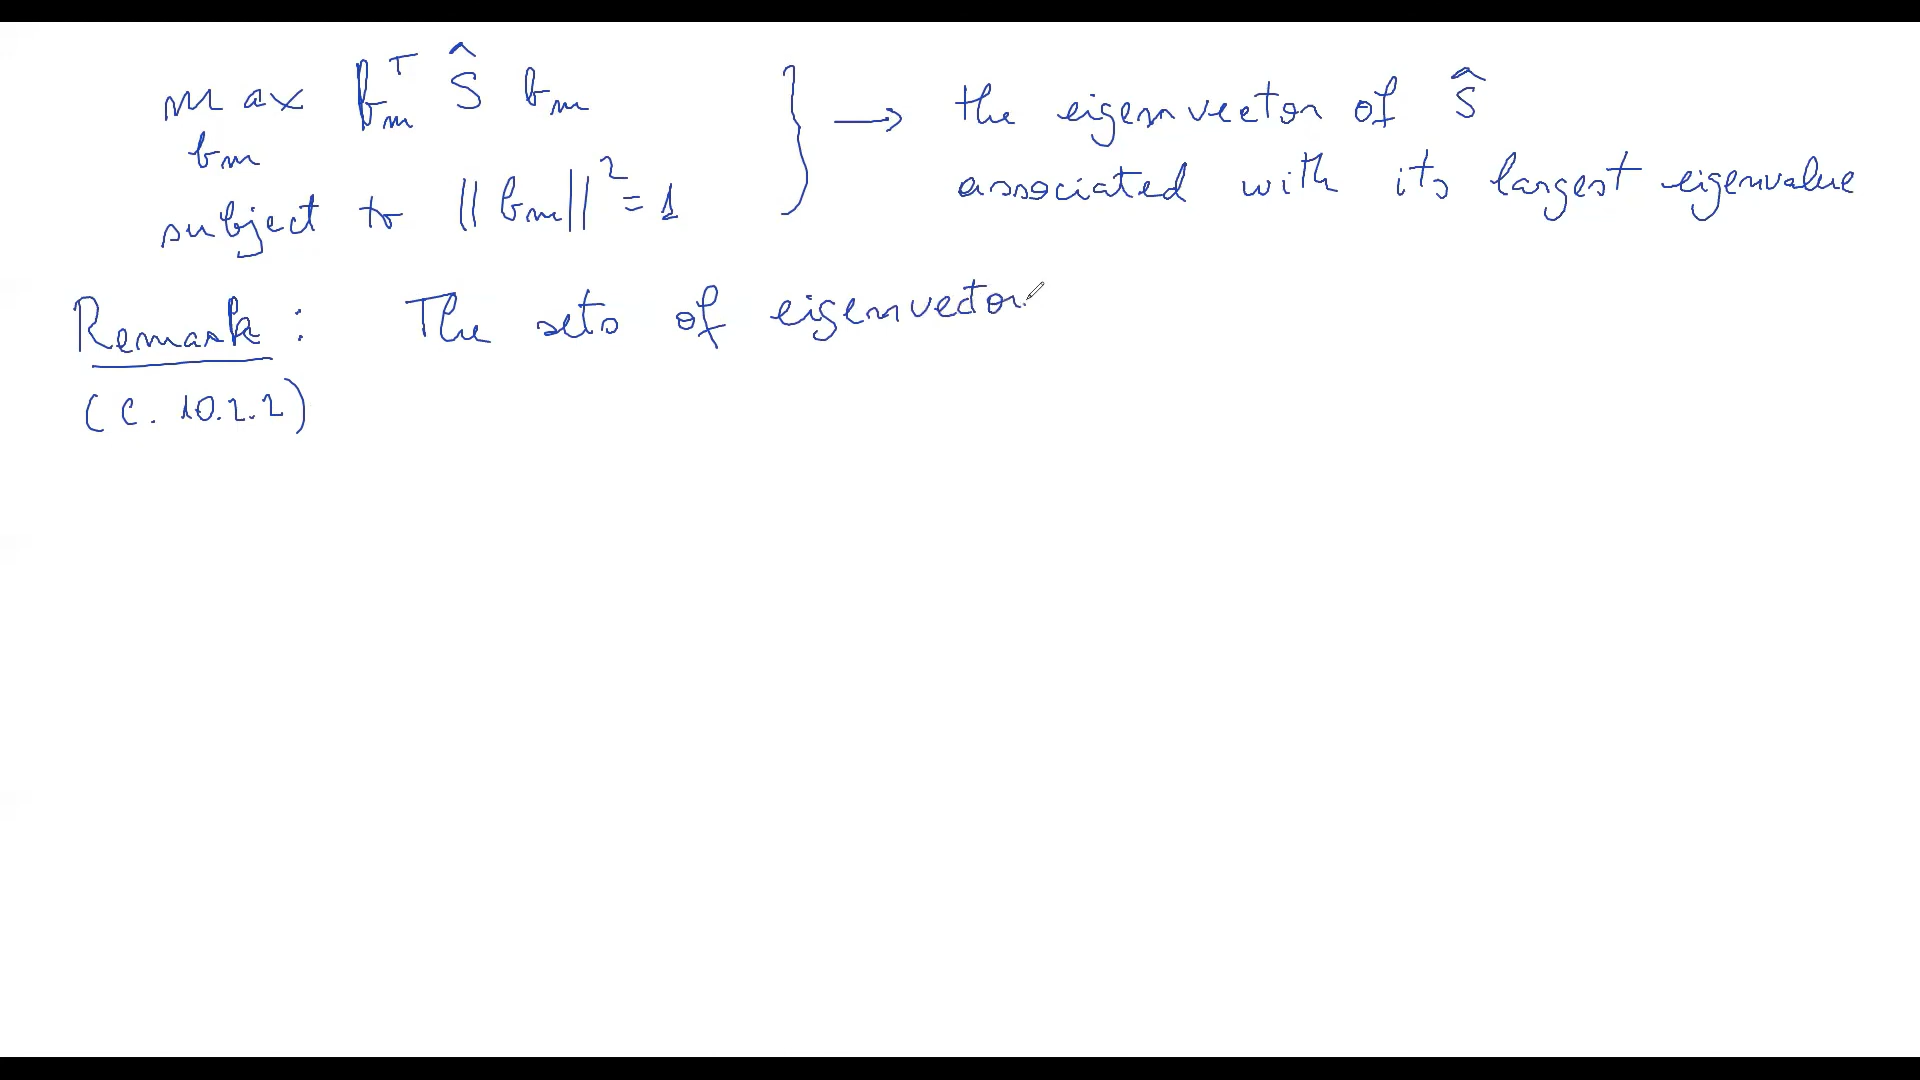 max b_m^T Ŝ b_m } → the eigenvector of Ŝ
b_m
subject to ||b_m||^2 = 1 associated with its largest eigenvalue
Remark : The sets of eigenvector
(C. 10.2.2)